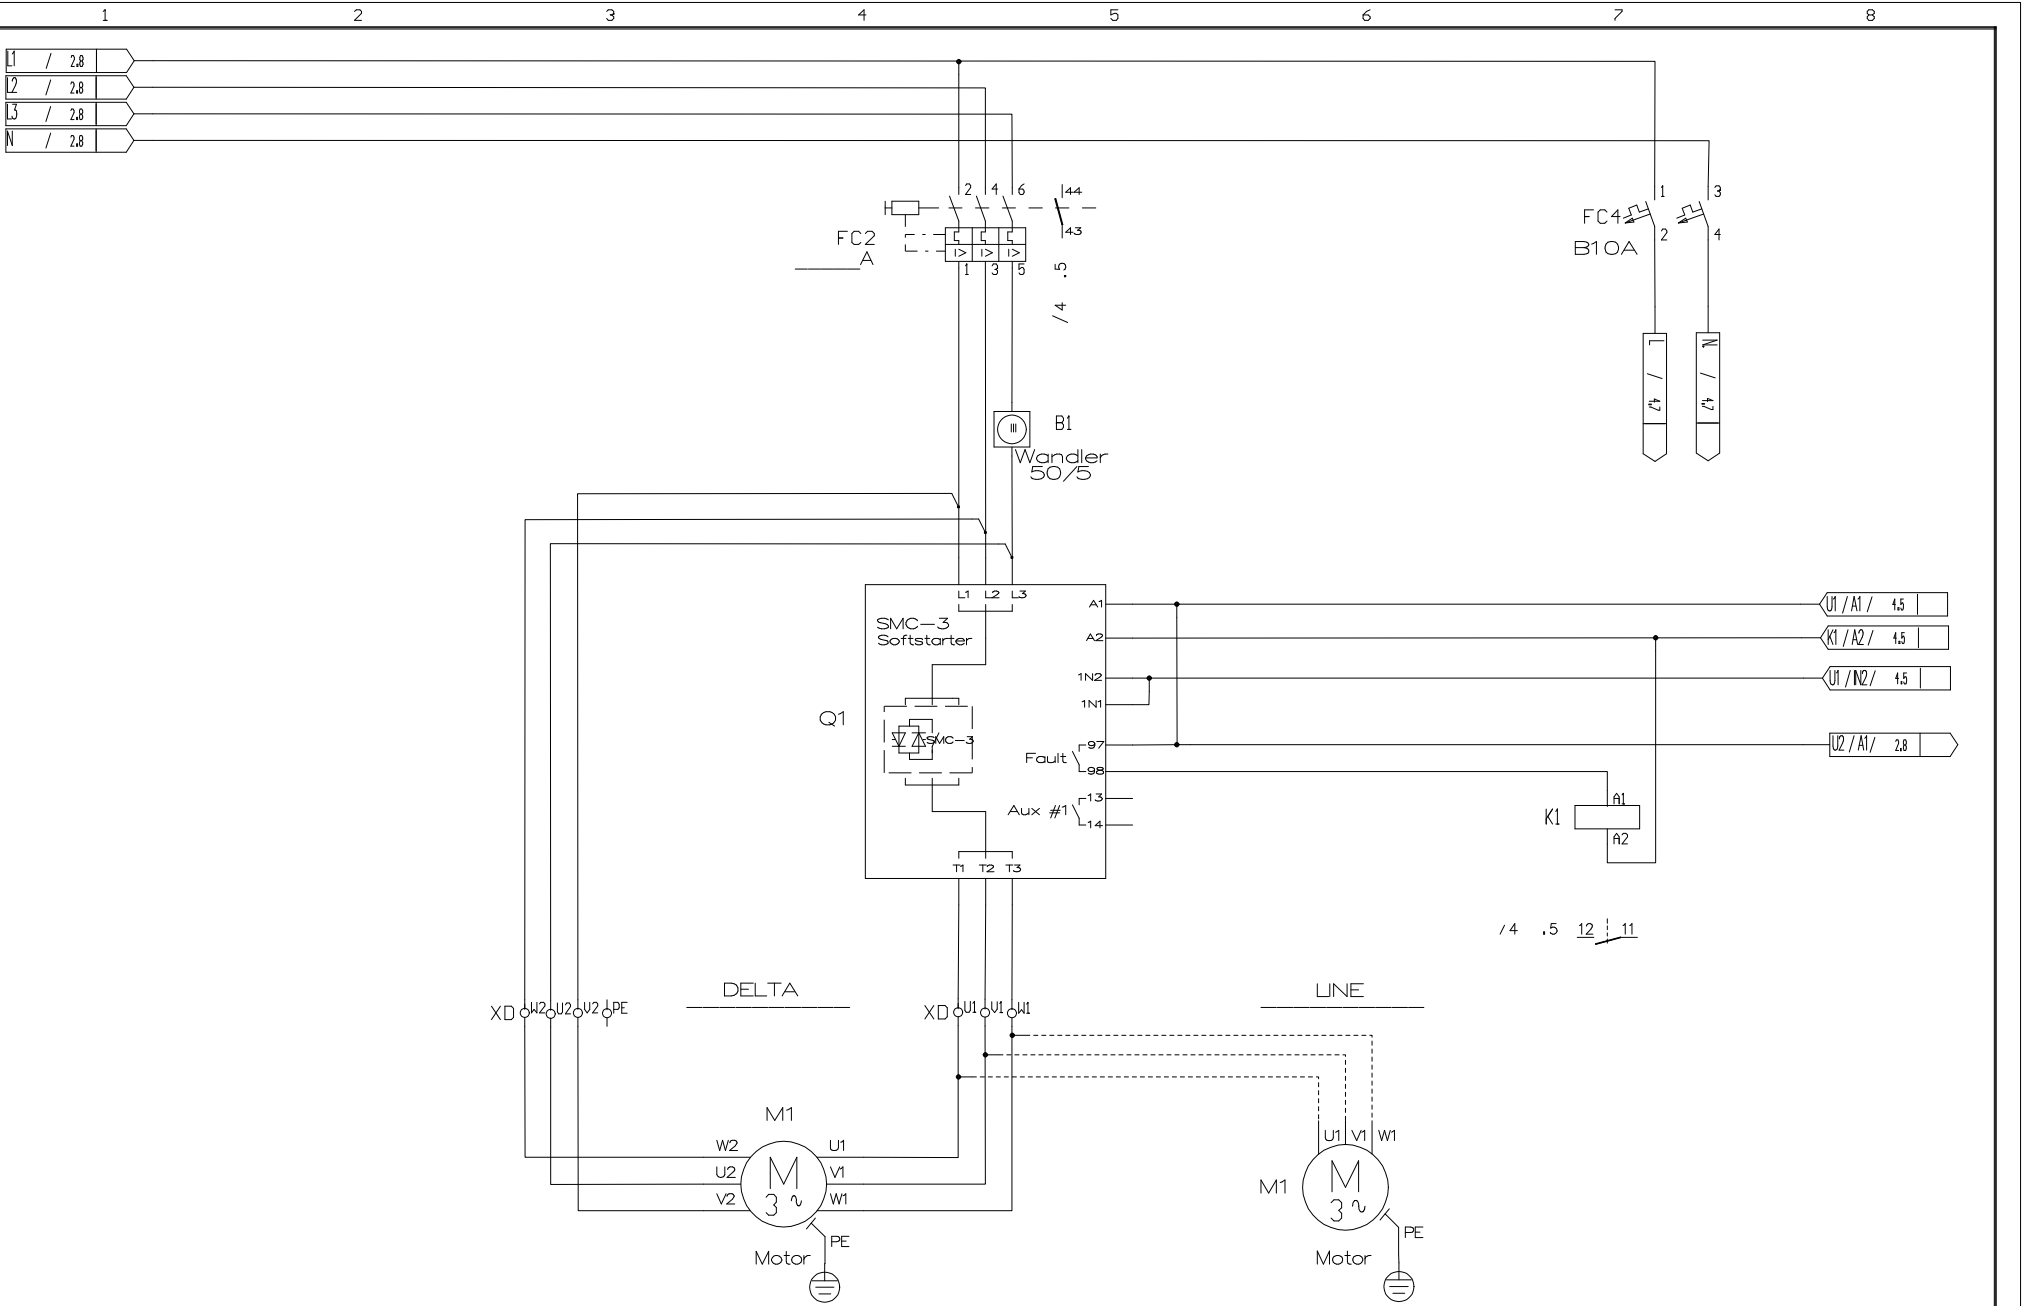 1 2 3 4 5 6 7 8
L1 / 2.8
L2 / 2.8
L3 / 2.8
N / 2.8
2 4 6 44
43
FC2
A
I> I> I>
1 3 5
/4 .5
1 3
FC4
2 4
B10A
L / 4.7
N / 4.7
B1
Wandler
50/5
L1 L2 L3
SMC-3
Softstarter
A1
A2
1N2
1N1
Q1
SMC-3
Fault
97
98
Aux #1
13
14
T1 T2 T3
U1 / A1 / 4.5
K1 / A2 / 4.5
U1 / IN2 / 4.5
U2 / A1 / 2.8
K1
A1
A2
/4 .5 12 11
DELTA
LINE
XD W2 U2 V2 PE
XD U1 V1 W1
M1
W2 U1
U2 V1
V2 W1
M
3 ~
PE
Motor
U1 V1 W1
M1
M
3 ~
PE
Motor